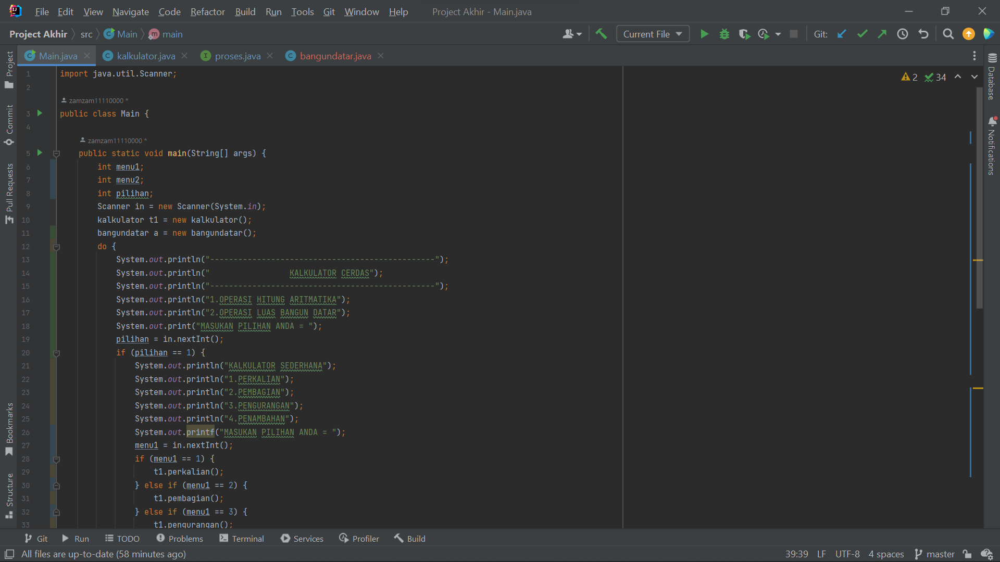 File Edit View Navigate Code Refactor Build Run Tools Git Window Help Project Akhir - Main.java
Project Akhir src Main main Current File Git:
Main.java kalkulator.java proses.java bangundatar.java
2 34
1 import java.util.Scanner;
2
zamzam11110000 *
3 public class Main {
4
zamzam11110000 *
5 public static void main(String[] args) {
6 int menu1;
7 int menu2;
8 int pilihan;
9 Scanner in = new Scanner(System.in);
10 kalkulator t1 = new kalkulator();
11 bangundatar a = new bangundatar();
12 do {
13 System.out.println("------------------------------------------------");
14 System.out.println("                 KALKULATOR CERDAS");
15 System.out.println("------------------------------------------------");
16 System.out.println("1.OPERASI HITUNG ARITMATIKA");
17 System.out.println("2.OPERASI LUAS BANGUN DATAR");
18 System.out.print("MASUKAN PILIHAN ANDA = ");
19 pilihan = in.nextInt();
20 if (pilihan == 1) {
21 System.out.println("KALKULATOR SEDERHANA");
22 System.out.println("1.PERKALIAN");
23 System.out.println("2.PEMBAGIAN");
24 System.out.println("3.PENGURANGAN");
25 System.out.println("4.PENAMBAHAN");
26 System.out.printf("MASUKAN PILIHAN ANDA = ");
27 menu1 = in.nextInt();
28 if (menu1 == 1) {
29 t1.perkalian();
30 } else if (menu1 == 2) {
31 t1.pembagian();
32 } else if (menu1 == 3) {
33 t1.pengurangan();
Project
Commit
Pull Requests
Bookmarks
Structure
Database
Notifications
Git Run TODO Problems Terminal Services Profiler Build
All files are up-to-date (58 minutes ago) 39:39 LF UTF-8 4 spaces master